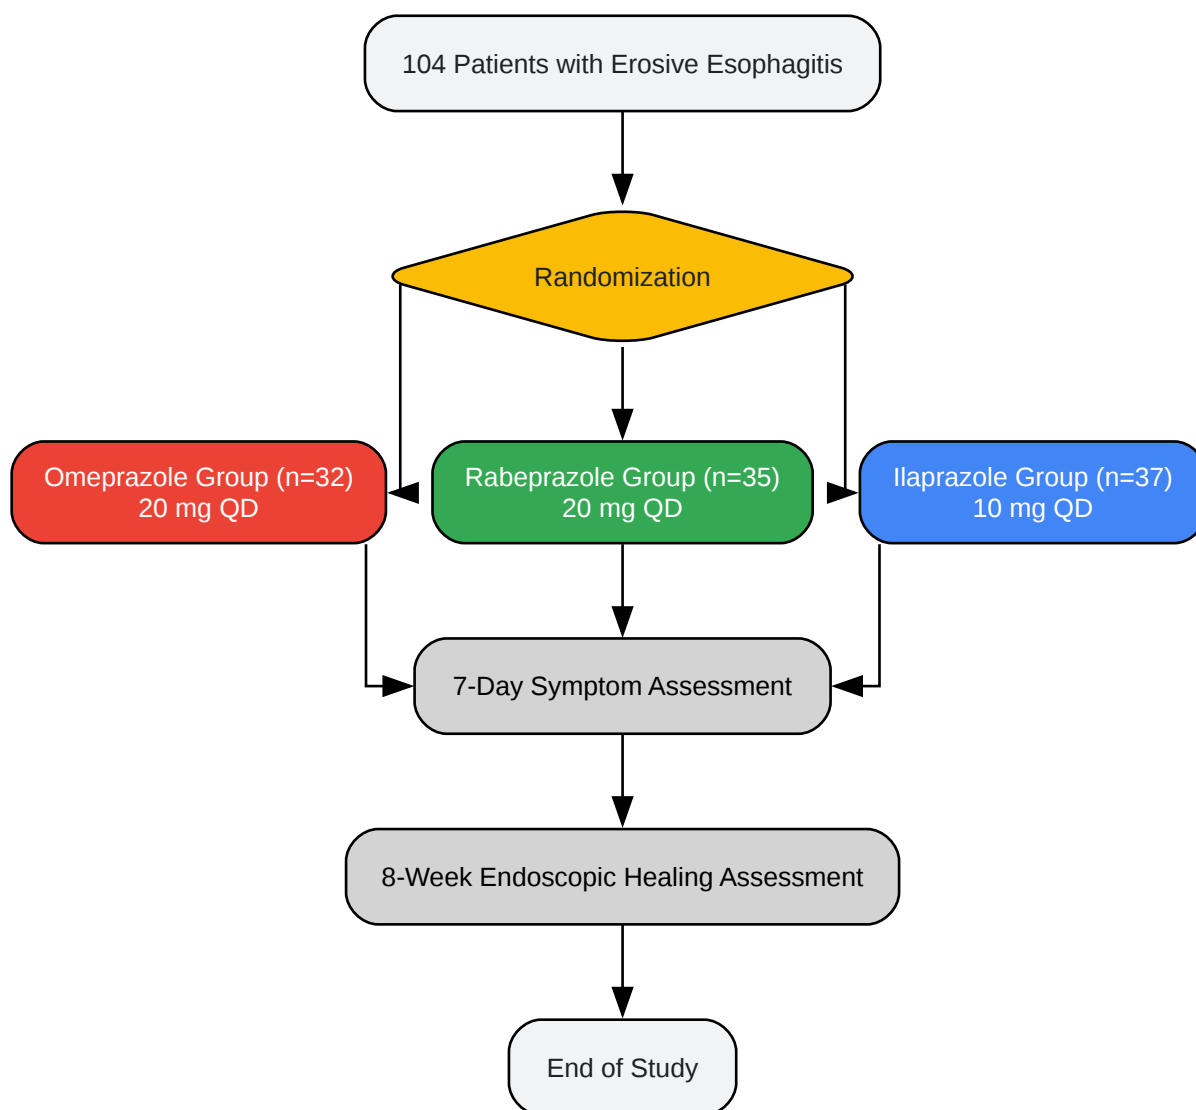 104 Patients with Erosive Esophagitis
Randomization
Omeprazole Group (n=32)
20 mg QD
Rabeprazole Group (n=35)
20 mg QD
Ilaprazole Group (n=37)
10 mg QD
7-Day Symptom Assessment
8-Week Endoscopic Healing Assessment
End of Study